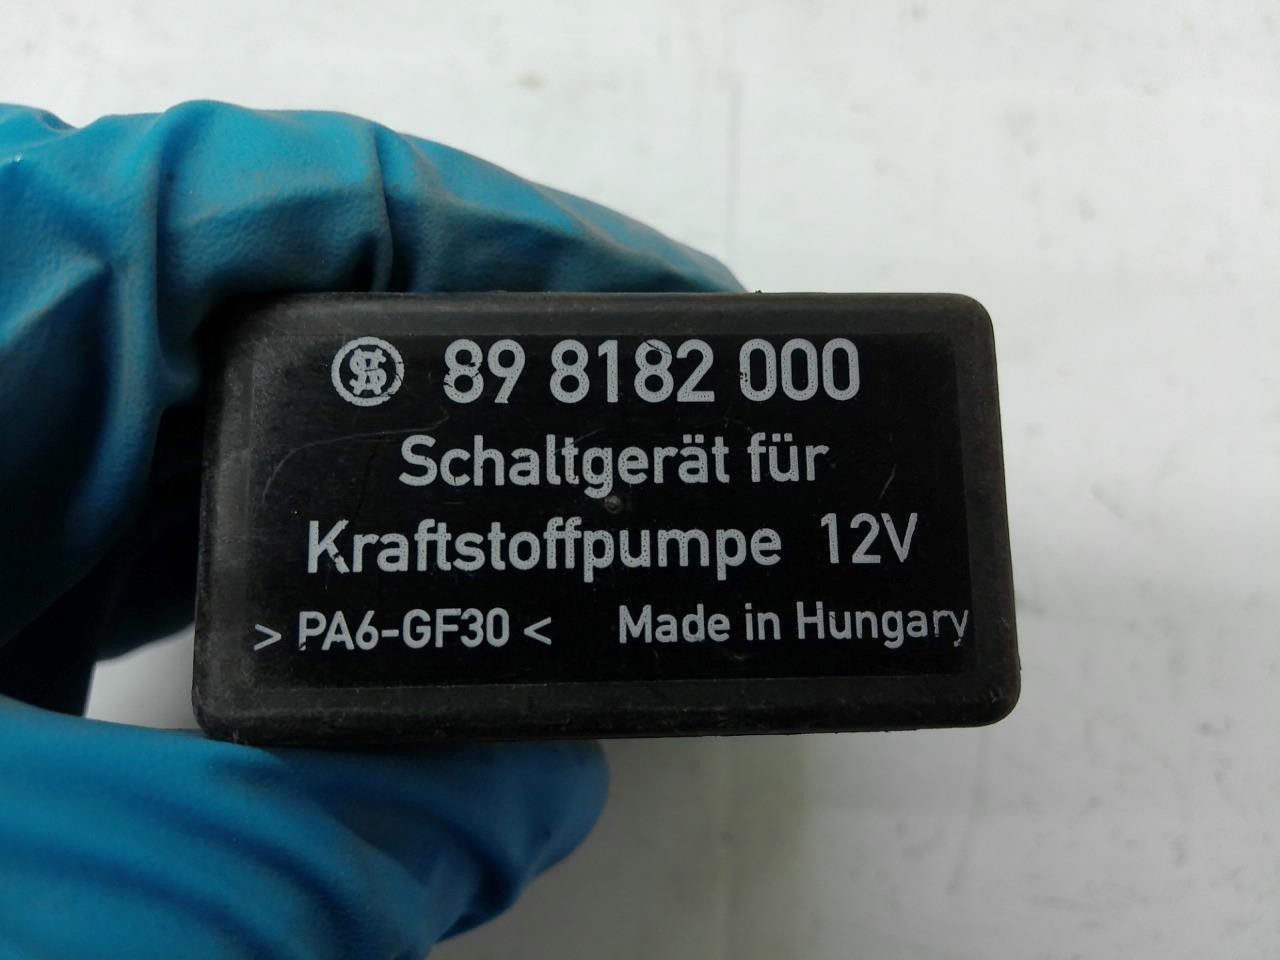 89 8182 000
Schaltgerät für
Kraftstoffpumpe 12V
>PA6-GF30< Made in Hungary